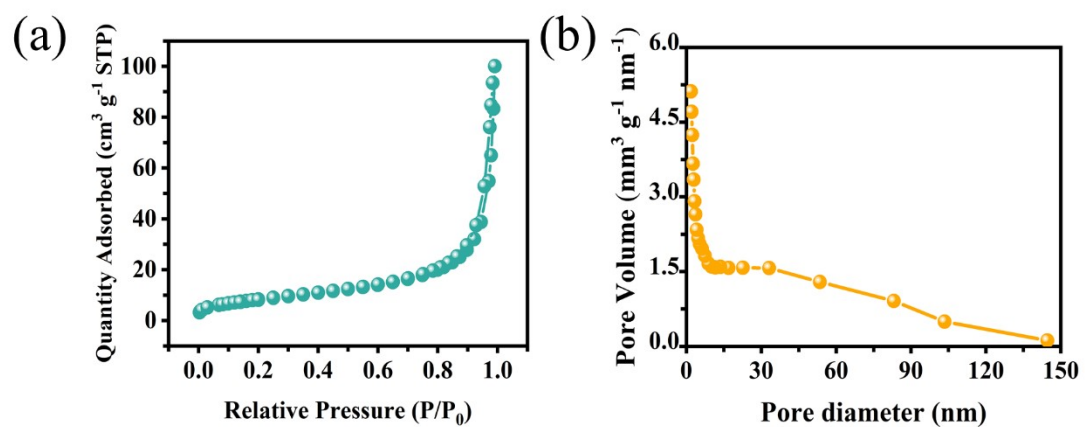 (a)
Quantity Adsorbed (cm³ g⁻¹ STP)
100
80
60
40
20
0
0.0 0.2 0.4 0.6 0.8 1.0
Relative Pressure (P/P₀)
(b)
Pore Volume (mm³ g⁻¹ nm⁻¹)
6.0
4.5
3.0
1.5
0.0
0 30 60 90 120 150
Pore diameter (nm)